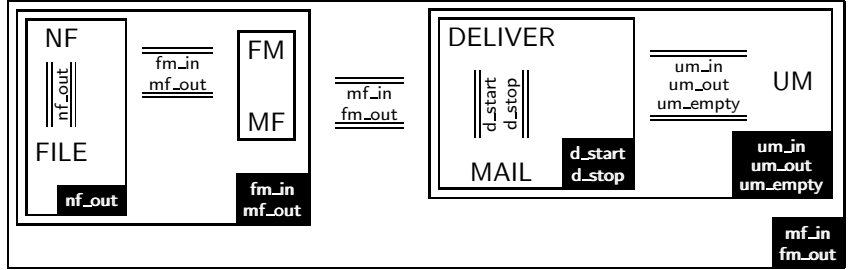 NF
nf_out
FILE
nf_out
fm_in
mf_out
FM
MF
fm_in
mf_out
mf_in
fm_out
DELIVER
d_start
d_stop
MAIL
d_start
d_stop
um_in
um_out
um_empty
UM
um_in
um_out
um_empty
mf_in
fm_out